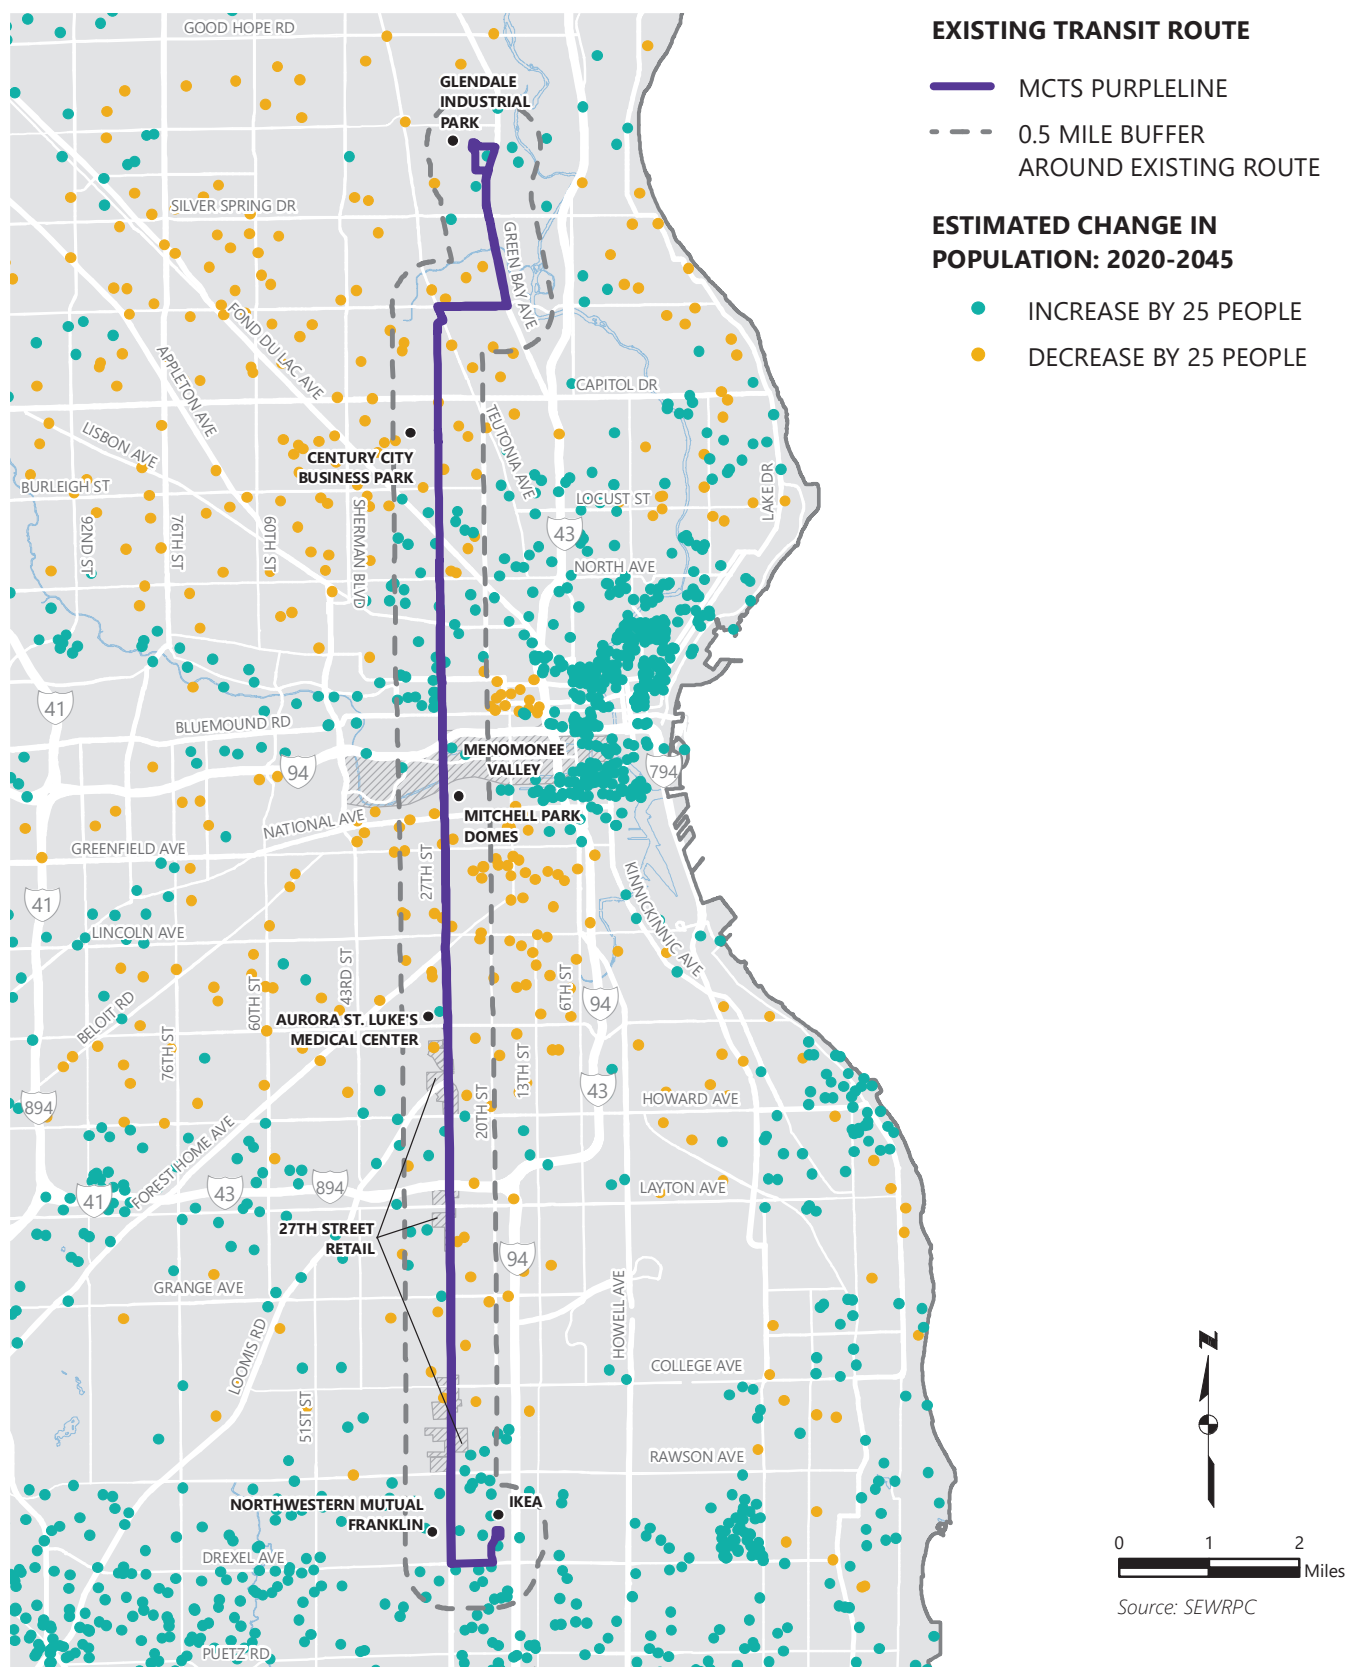 GOOD HOPE RD
GLENDALE
INDUSTRIAL
PARK
SILVER SPRING DR
GREEN BAY AVE
FOND DU LAC AVE
APPLETON AVE
CAPITOL DR
TEUTONIA AVE
LISBON AVE
CENTURY CITY
BUSINESS PARK
BURLEIGH ST
LOCUST ST
LAKE DR
92ND ST
76TH ST
60TH ST
SHERMAN BLVD
43
NORTH AVE
41
BLUEMOUND RD
94
MENOMONEE
VALLEY
794
MITCHELL PARK
DOMES
NATIONAL AVE
GREENFIELD AVE
27TH ST
KINNICKINNIC AVE
41
LINCOLN AVE
43RD ST
60TH ST
6TH ST
94
BELOIT RD
AURORA ST. LUKE'S
MEDICAL CENTER
76TH ST
13TH ST
20TH ST
43
894
HOWARD AVE
FOREST HOME AVE
41
43
894
LAYTON AVE
27TH STREET
RETAIL
94
GRANGE AVE
HOWELL AVE
LOOMIS RD
COLLEGE AVE
51ST ST
RAWSON AVE
NORTHWESTERN MUTUAL
FRANKLIN
IKEA
DREXEL AVE
PUETZ RD
EXISTING TRANSIT ROUTE
MCTS PURPLELINE
0.5 MILE BUFFER
AROUND EXISTING ROUTE
ESTIMATED CHANGE IN
POPULATION: 2020-2045
INCREASE BY 25 PEOPLE
DECREASE BY 25 PEOPLE
N
0 1 2
Miles
Source: SEWRPC